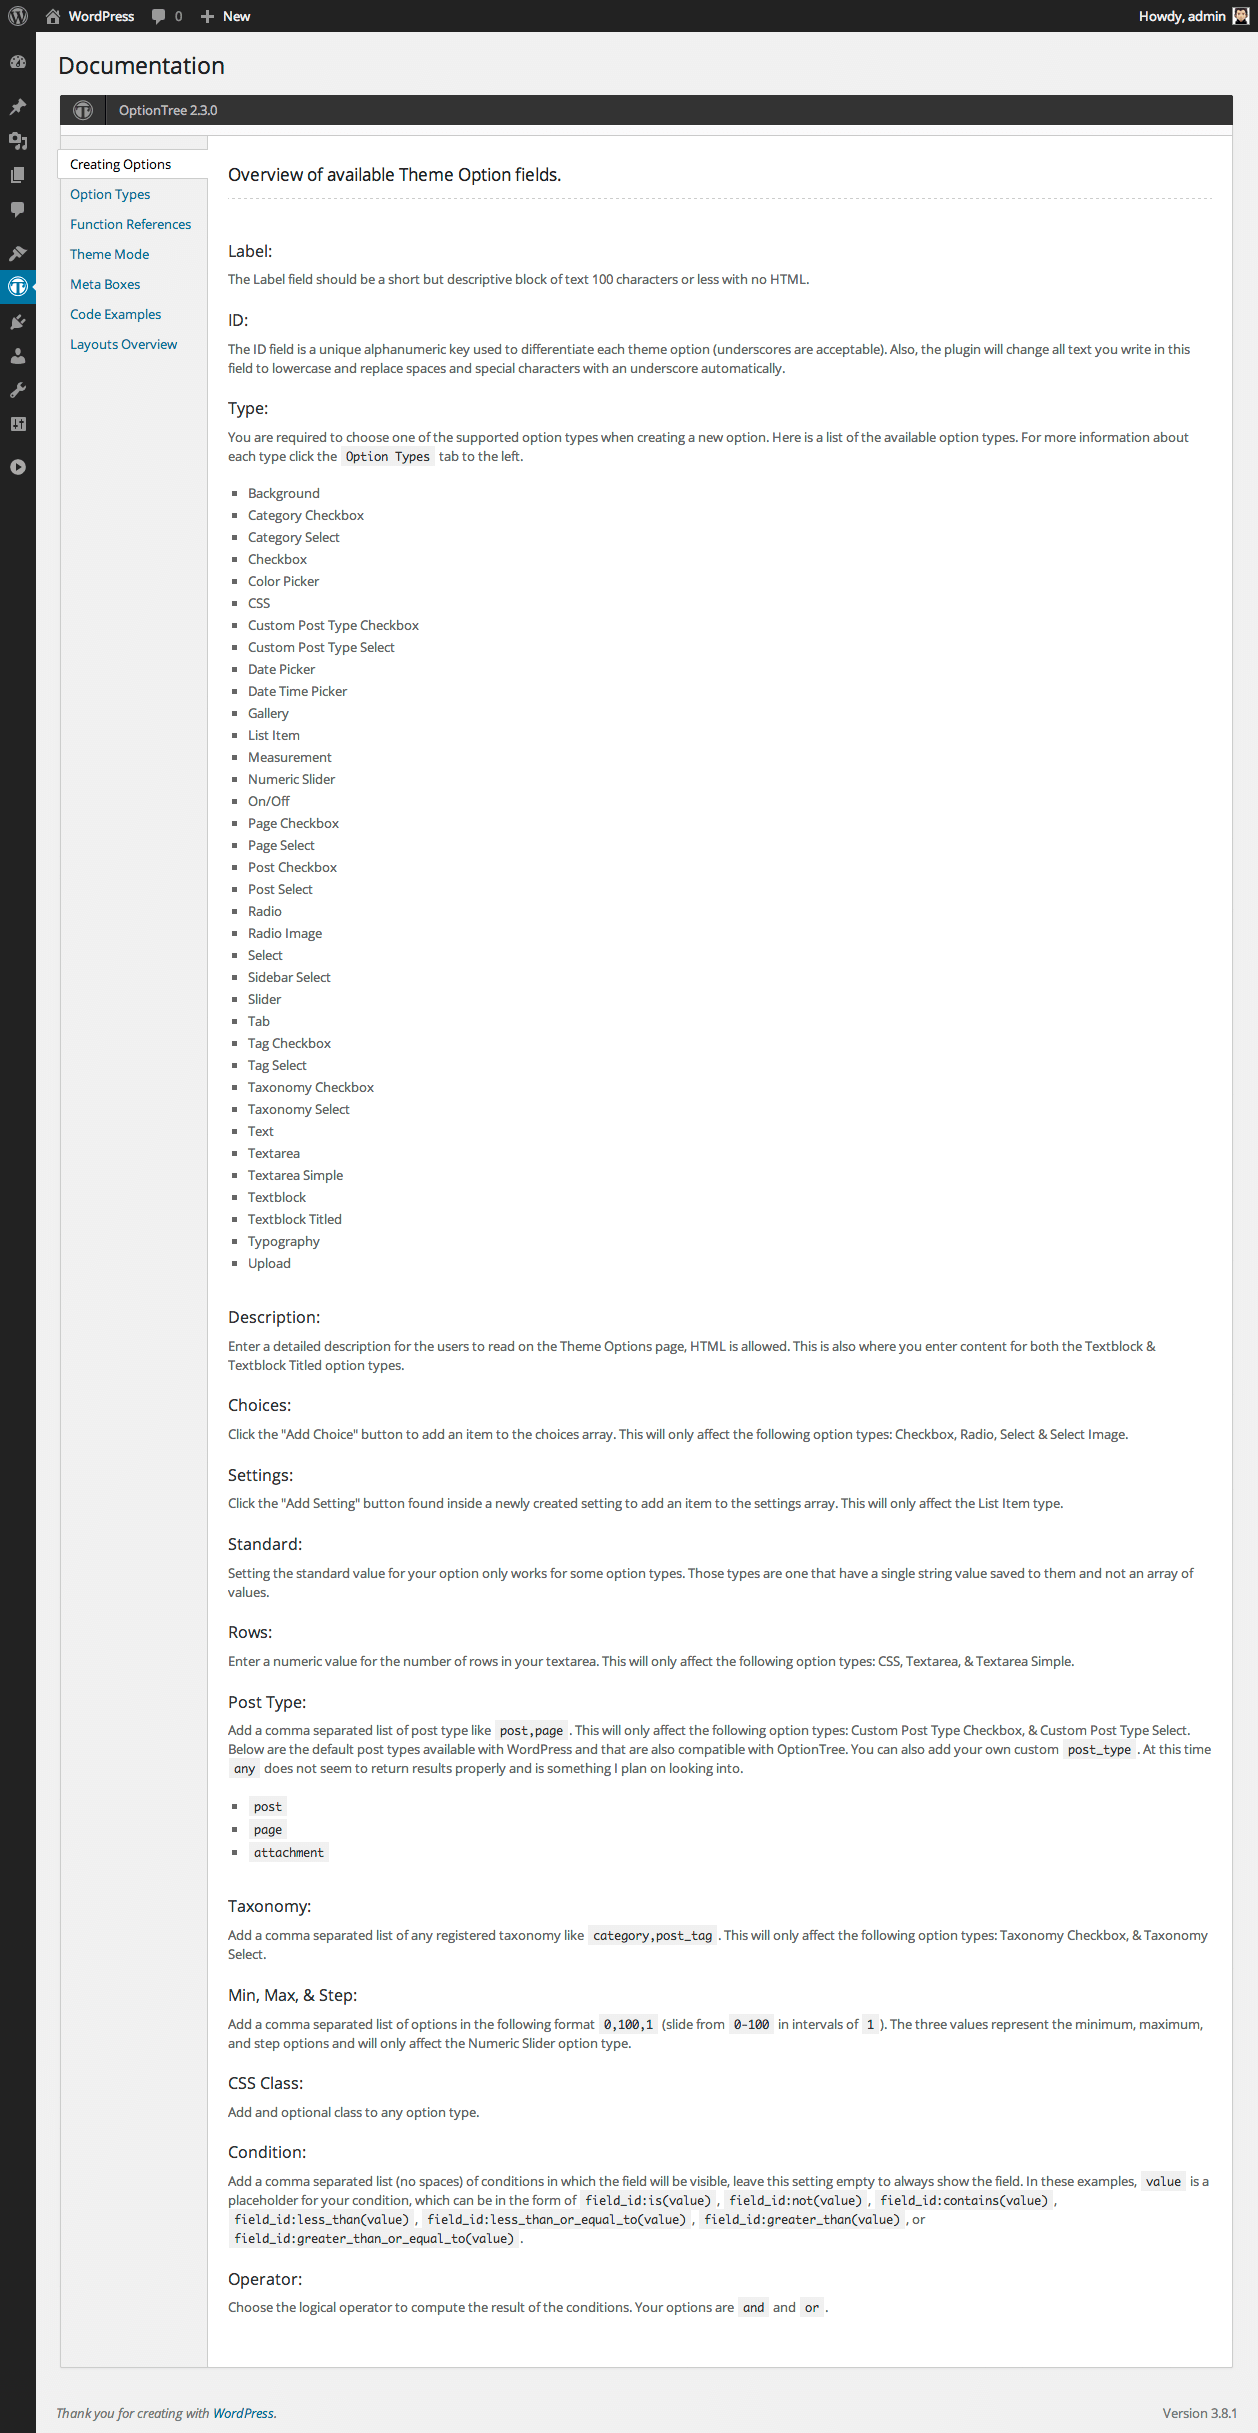 WordPress 0 New Howdy, admin
Documentation
OptionTree 2.3.0
Creating Options
Option Types
Function References
Theme Mode
Meta Boxes
Code Examples
Layouts Overview
Overview of available Theme Option fields.
Label:
The Label field should be a short but descriptive block of text 100 characters or less with no HTML.
ID:
The ID field is a unique alphanumeric key used to differentiate each theme option (underscores are acceptable). Also, the plugin will change all text you write in this
field to lowercase and replace spaces and special characters with an underscore automatically.
Type:
You are required to choose one of the supported option types when creating a new option. Here is a list of the available option types. For more information about
each type click the Option Types tab to the left.
Background
Category Checkbox
Category Select
Checkbox
Color Picker
CSS
Custom Post Type Checkbox
Custom Post Type Select
Date Picker
Date Time Picker
Gallery
List Item
Measurement
Numeric Slider
On/Off
Page Checkbox
Page Select
Post Checkbox
Post Select
Radio
Radio Image
Select
Sidebar Select
Slider
Tab
Tag Checkbox
Tag Select
Taxonomy Checkbox
Taxonomy Select
Text
Textarea
Textarea Simple
Textblock
Textblock Titled
Typography
Upload
Description:
Enter a detailed description for the users to read on the Theme Options page, HTML is allowed. This is also where you enter content for both the Textblock &
Textblock Titled option types.
Choices:
Click the "Add Choice" button to add an item to the choices array. This will only affect the following option types: Checkbox, Radio, Select & Select Image.
Settings:
Click the "Add Setting" button found inside a newly created setting to add an item to the settings array. This will only affect the List Item type.
Standard:
Setting the standard value for your option only works for some option types. Those types are one that have a single string value saved to them and not an array of
values.
Rows:
Enter a numeric value for the number of rows in your textarea. This will only affect the following option types: CSS, Textarea, & Textarea Simple.
Post Type:
Add a comma separated list of post type like post,page . This will only affect the following option types: Custom Post Type Checkbox, & Custom Post Type Select.
Below are the default post types available with WordPress and that are also compatible with OptionTree. You can also add your own custom post_type . At this time
any does not seem to return results properly and is something I plan on looking into.
post
page
attachment
Taxonomy:
Add a comma separated list of any registered taxonomy like category,post_tag . This will only affect the following option types: Taxonomy Checkbox, & Taxonomy
Select.
Min, Max, & Step:
Add a comma separated list of options in the following format 0,100,1 (slide from 0-100 in intervals of 1 ). The three values represent the minimum, maximum,
and step options and will only affect the Numeric Slider option type.
CSS Class:
Add and optional class to any option type.
Condition:
Add a comma separated list (no spaces) of conditions in which the field will be visible, leave this setting empty to always show the field. In these examples, value is a
placeholder for your condition, which can be in the form of field_id:is(value) , field_id:not(value) , field_id:contains(value) ,
field_id:less_than(value) , field_id:less_than_or_equal_to(value) , field_id:greater_than(value) , or
field_id:greater_than_or_equal_to(value) .
Operator:
Choose the logical operator to compute the result of the conditions. Your options are and and or .
Thank you for creating with WordPress. Version 3.8.1